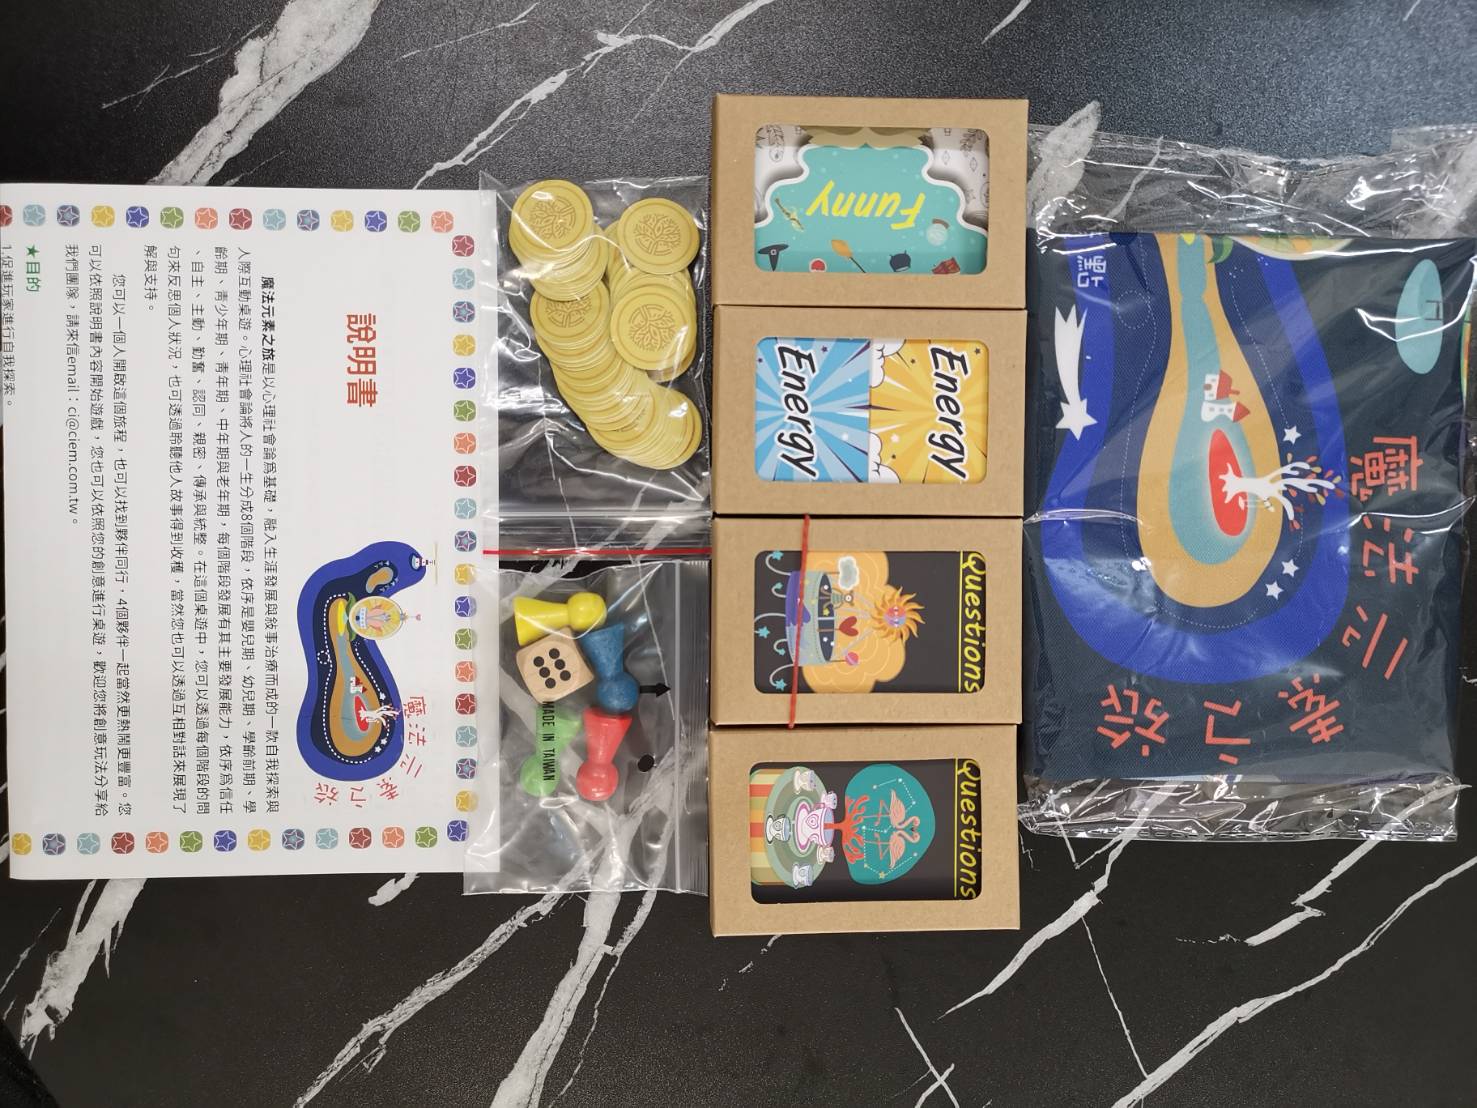 魔法元素之旅
點
Funny
Energy
Energy
Questions
Questions
MADE IN TAIWAN
魔法元素之旅
說明書
魔法元素之旅是以心理社會論為基礎，融入生涯發展與敍事治療而成的一款自我探索與
人際互動桌遊。心理社會論將人的一生分成8個階段，依序是嬰兒期、幼兒期、學齡前期、學
齡期、青少年期、青年期、中年期與老年期，每個階段發展有其主要發展能力，依序為信任
、自主、主動、勤奮、認同、親密、傳承與統整。在這個桌遊中，您可以透過每個階段的問
句來反思個人狀況，也可透過聆聽他人故事得到收穫，當然您也可以透過互相對話來展現了
解與支持。
您可以一個人開啟這個旅程，也可以找到夥伴同行，4個夥伴一起當然更熱鬧更豐富。您
可以依照說明書內容開始遊戲，您也可以依照您的創意進行桌遊，歡迎您將創意玩法分享給
我們團隊，請來信email：ci@ciem.com.tw。
★目的
1.促進玩家進行自我探索。